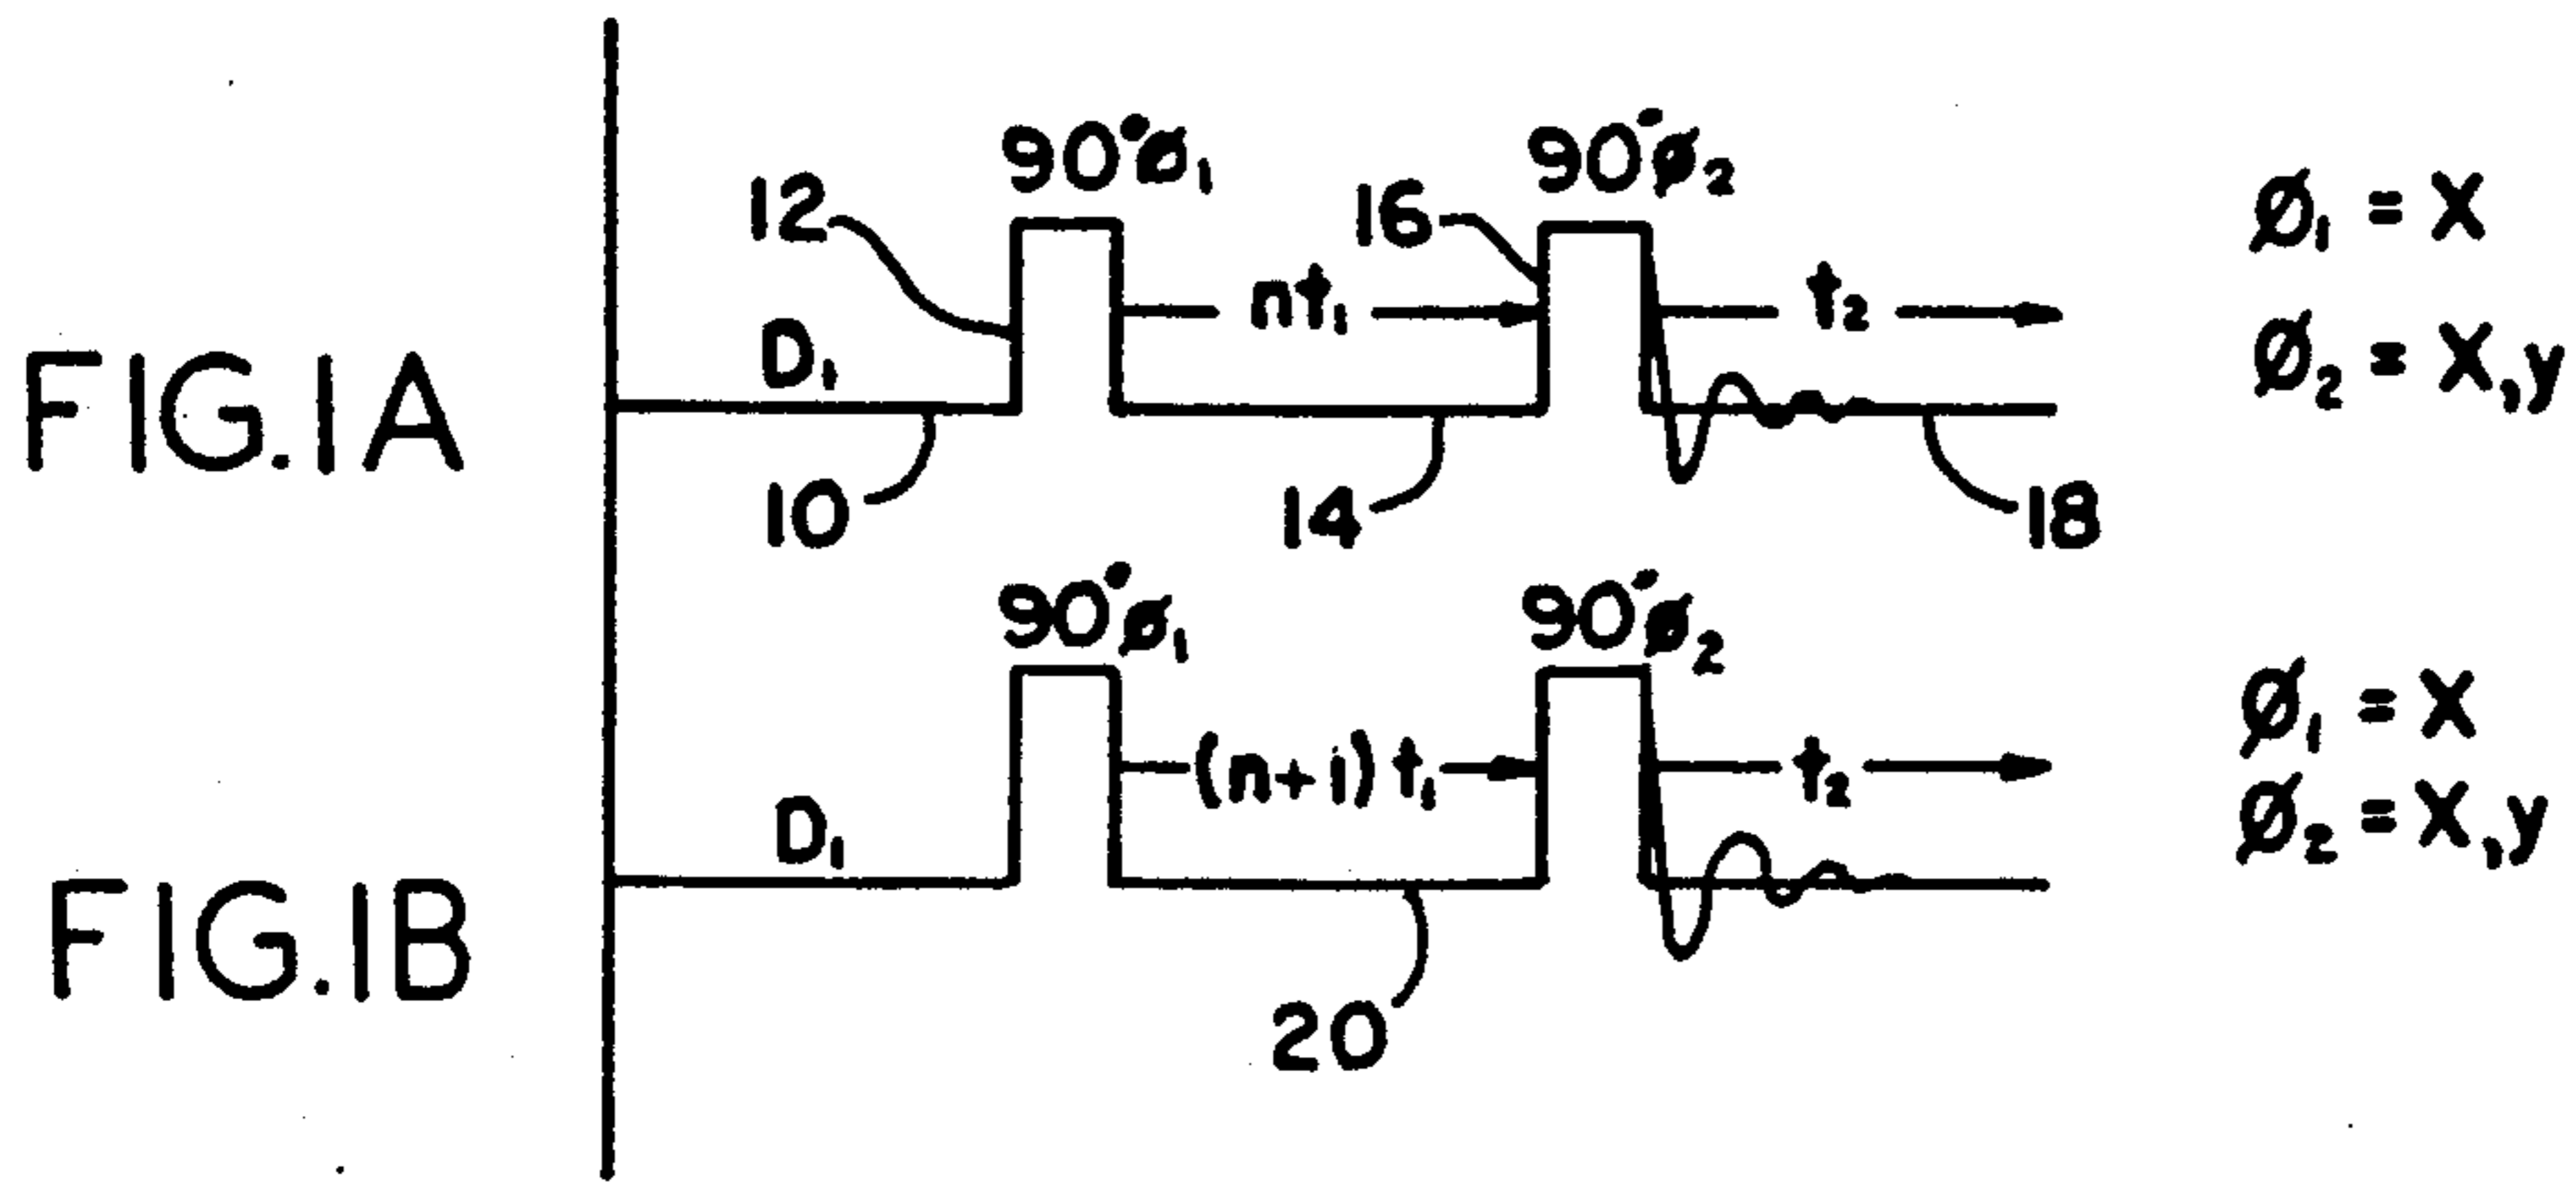 FIG.1A
90°ø₁
90°ø₂
12
16
D₁
nt₁
t₂
10
14
18
ø₁ = X
ø₂ = X,y
FIG.1B
90°ø₁
90°ø₂
D₁
(n+1) t₁
t₂
20
ø₁ = X
ø₂ = X,y